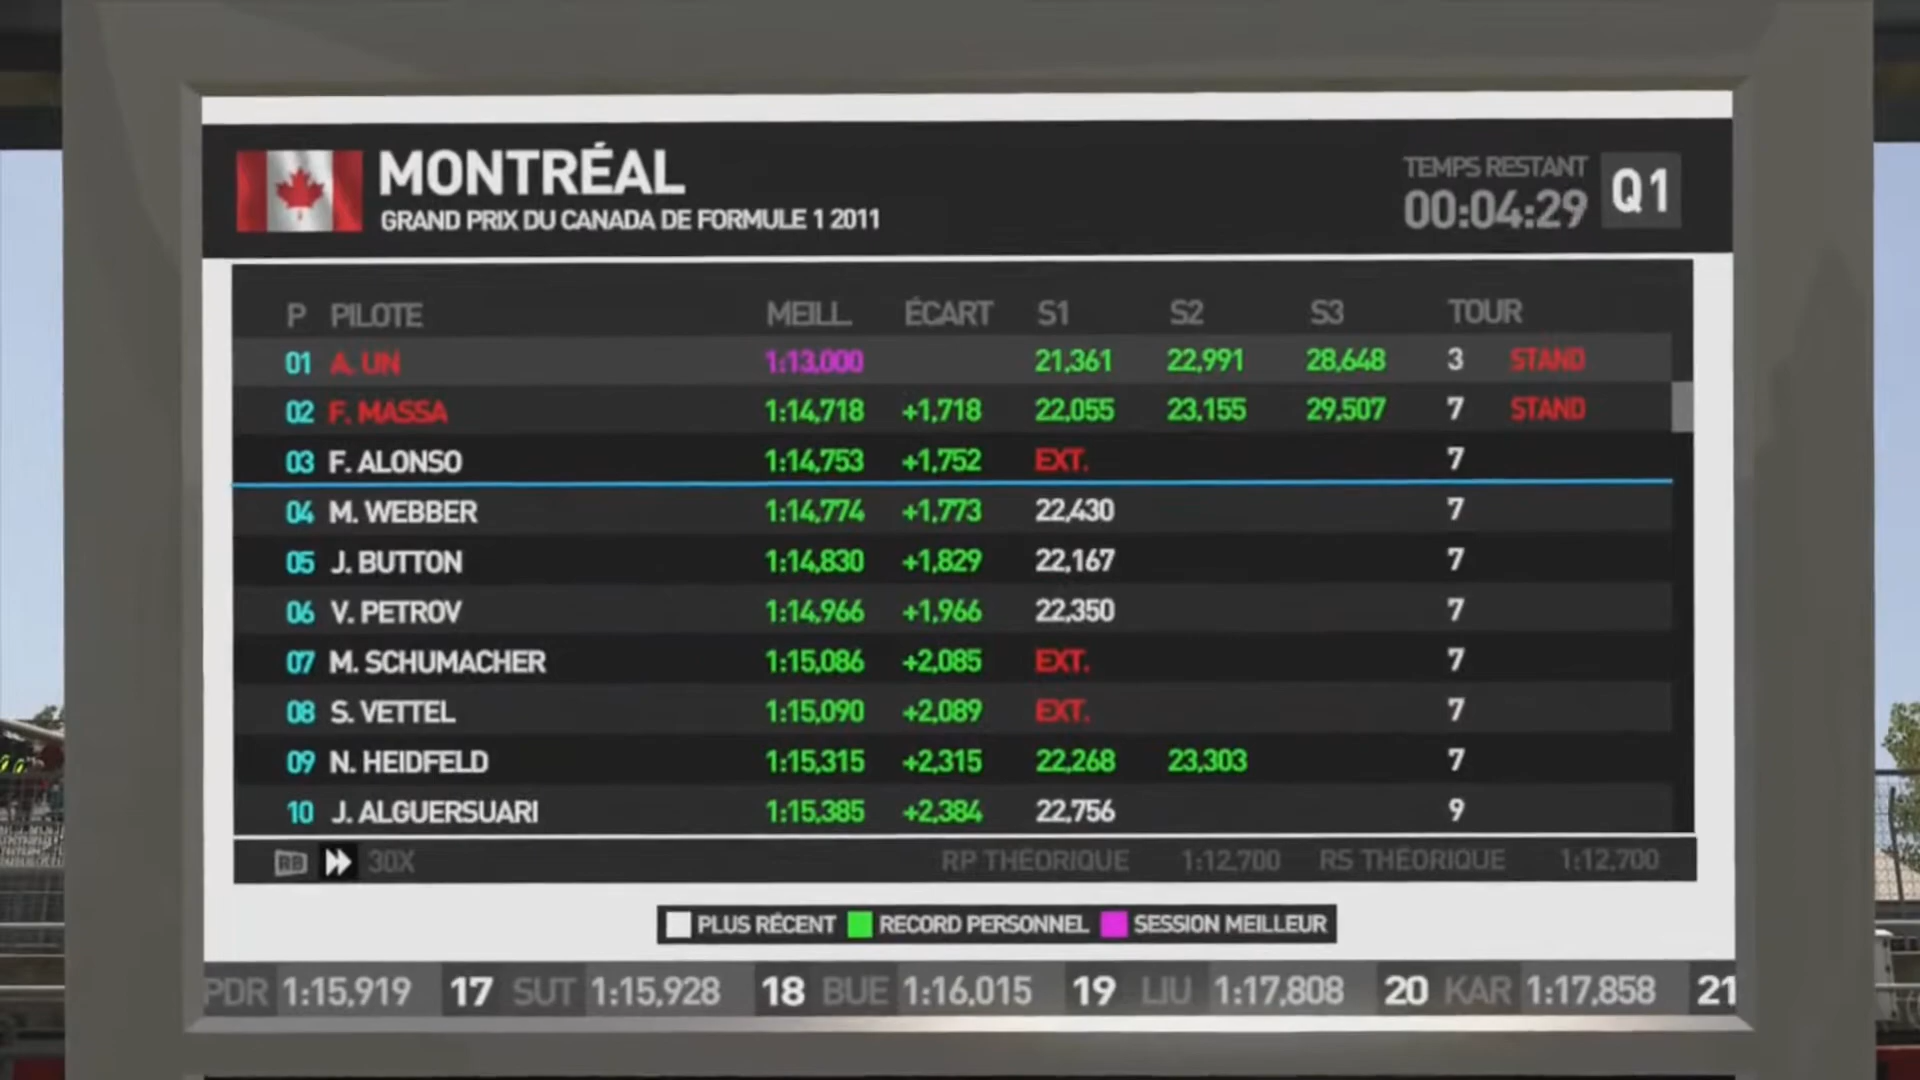 MONTRÉAL
GRAND PRIX DU CANADA DE FORMULE 1 2011
TEMPS RESTANT
00:04:29
Q1
P PILOTE MEILL. ÉCART S1 S2 S3 TOUR
01 A. UN 1:13,000 21,361 22,991 28,648 3 STAND
02 F. MASSA 1:14,718 +1,718 22,055 23,155 29,507 7 STAND
03 F. ALONSO 1:14,753 +1,752 EXT. 7
04 M. WEBBER 1:14,774 +1,773 22,430 7
05 J. BUTTON 1:14,830 +1,829 22,167 7
06 V. PETROV 1:14,966 +1,966 22,350 7
07 M. SCHUMACHER 1:15,086 +2,085 EXT. 7
08 S. VETTEL 1:15,090 +2,089 EXT. 7
09 N. HEIDFELD 1:15,315 +2,315 22,268 23,303 7
10 J. ALGUERSUARI 1:15,385 +2,384 22,756 9
RB 30X RP THÉORIQUE 1:12,700 RS THÉORIQUE 1:12,700
PLUS RÉCENT RECORD PERSONNEL SESSION MEILLEUR
PDR 1:15,919 17 SUT 1:15,928 18 BUE 1:16,015 19 LIU 1:17,808 20 KAR 1:17,858 21